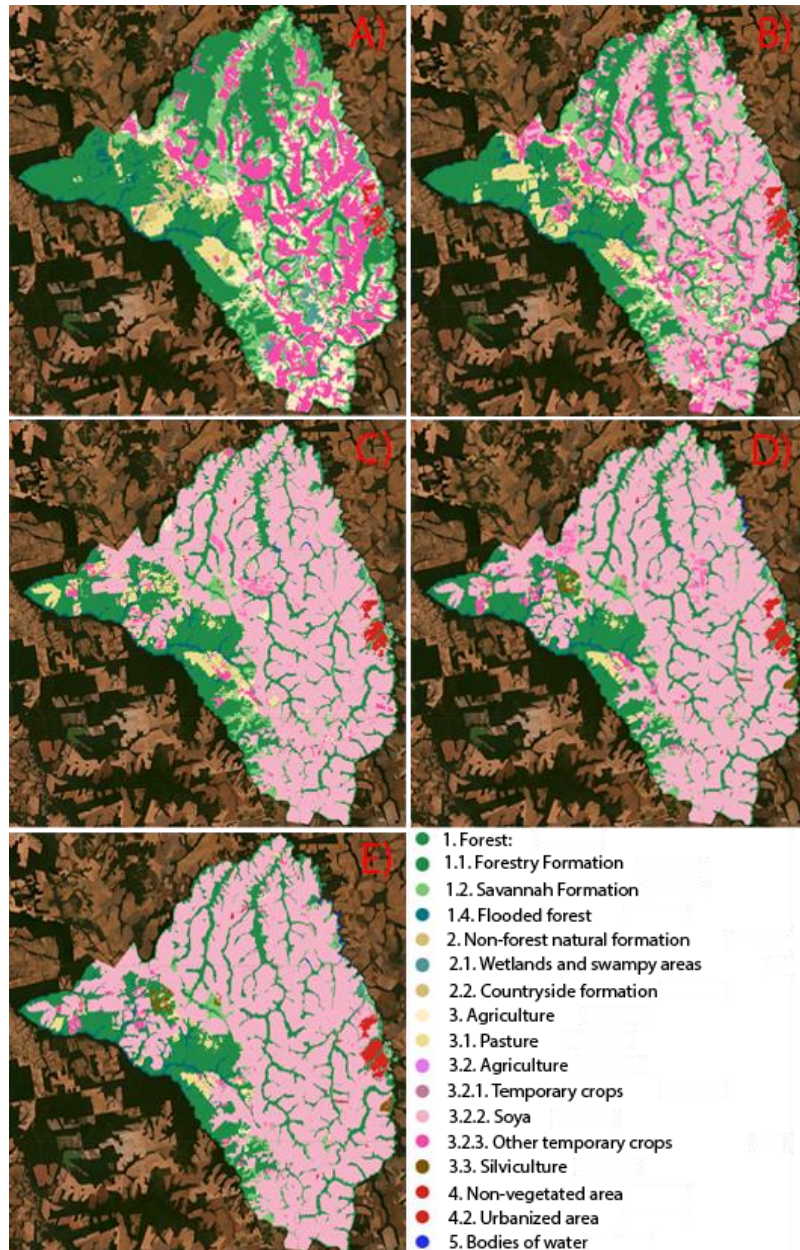 A)
B)
C)
D)
E)
1. Forest:
1.1. Forestry Formation
1.2. Savannah Formation
1.4. Flooded forest
2. Non-forest natural formation
2.1. Wetlands and swampy areas
2.2. Countryside formation
3. Agriculture
3.1. Pasture
3.2. Agriculture
3.2.1. Temporary crops
3.2.2. Soya
3.2.3. Other temporary crops
3.3. Silviculture
4. Non-vegetated area
4.2. Urbanized area
5. Bodies of water